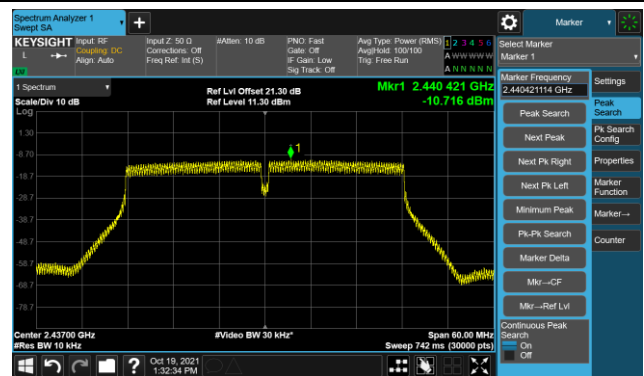 Spectrum Analyzer 1
Swept SA
+
Marker
KEYSIGHT
L
LW
Input: RF
Coupling: DC
Align: Auto
Input Z: 50 Ω
Corrections: Off
Freq Ref: Int (S)
#Atten: 10 dB
PNO: Fast
Gate: Off
IF Gain: Low
Sig Track: Off
Avg Type: Power (RMS)
Avg|Hold: 100/100
Trig: Free Run
1 2 3 4 5 6
A W W W W W
A N N N N N
Select Marker
Marker 1
1 Spectrum
Scale/Div 10 dB
Log
Ref Lvl Offset 21.30 dB
Ref Level 11.30 dBm
Mkr1 2.440 421 GHz
-10.716 dBm
1.30
-8.70
-18.7
-28.7
-38.7
-48.7
-58.7
-68.7
-78.7
1
Center 2.43700 GHz
#Res BW 10 kHz
#Video BW 30 kHz*
Span 60.00 MHz
Sweep 742 ms (30000 pts)
Marker Frequency
2.440421114 GHz
Peak Search
Next Peak
Next Pk Right
Next Pk Left
Minimum Peak
Pk-Pk Search
Marker Delta
Mkr→CF
Mkr→Ref Lvl
Continuous Peak
Search
On
Off
Settings
Peak
Search
Pk Search
Config
Properties
Marker
Function
Marker→
Counter
?
Oct 19, 2021
1:32:34 PM